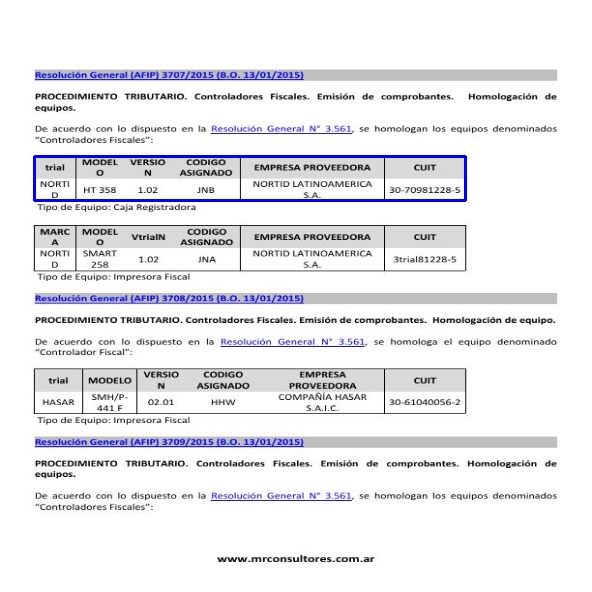 Resolución General (AFIP) 3707/2015 (B.O. 13/01/2015)
PROCEDIMIENTO TRIBUTARIO. Controladores Fiscales. Emisión de comprobantes. Homologación de
equipos.
De acuerdo con lo dispuesto en la Resolución General N° 3.561, se homologan los equipos denominados
“Controladores Fiscales”:
trial MODEL O VERSIO N CODIGO ASIGNADO EMPRESA PROVEEDORA CUIT
NORTI D HT 358 1.02 JNB NORTID LATINOAMERICA S.A. 30-70981228-5
Tipo de Equipo: Caja Registradora
MARC A MODEL O VtrialN CODIGO ASIGNADO EMPRESA PROVEEDORA CUIT
NORTI D SMART 258 1.02 JNA NORTID LATINOAMERICA S.A. 3trial81228-5
Tipo de Equipo: Impresora Fiscal
Resolución General (AFIP) 3708/2015 (B.O. 13/01/2015)
PROCEDIMIENTO TRIBUTARIO. Controladores Fiscales. Emisión de comprobantes. Homologación de equipo.
De acuerdo con lo dispuesto en la Resolución General N° 3.561, se homologa el equipo denominado
“Controlador Fiscal”:
trial MODELO VERSIO N CODIGO ASIGNADO EMPRESA PROVEEDORA CUIT
HASAR SMH/P-441 F 02.01 HHW COMPAÑÍA HASAR S.A.I.C. 30-61040056-2
Tipo de Equipo: Impresora Fiscal
Resolución General (AFIP) 3709/2015 (B.O. 13/01/2015)
PROCEDIMIENTO TRIBUTARIO. Controladores Fiscales. Emisión de comprobantes. Homologación de
equipos.
De acuerdo con lo dispuesto en la Resolución General N° 3.561, se homologan los equipos denominados
“Controladores Fiscales”:
www.mrconsultores.com.ar